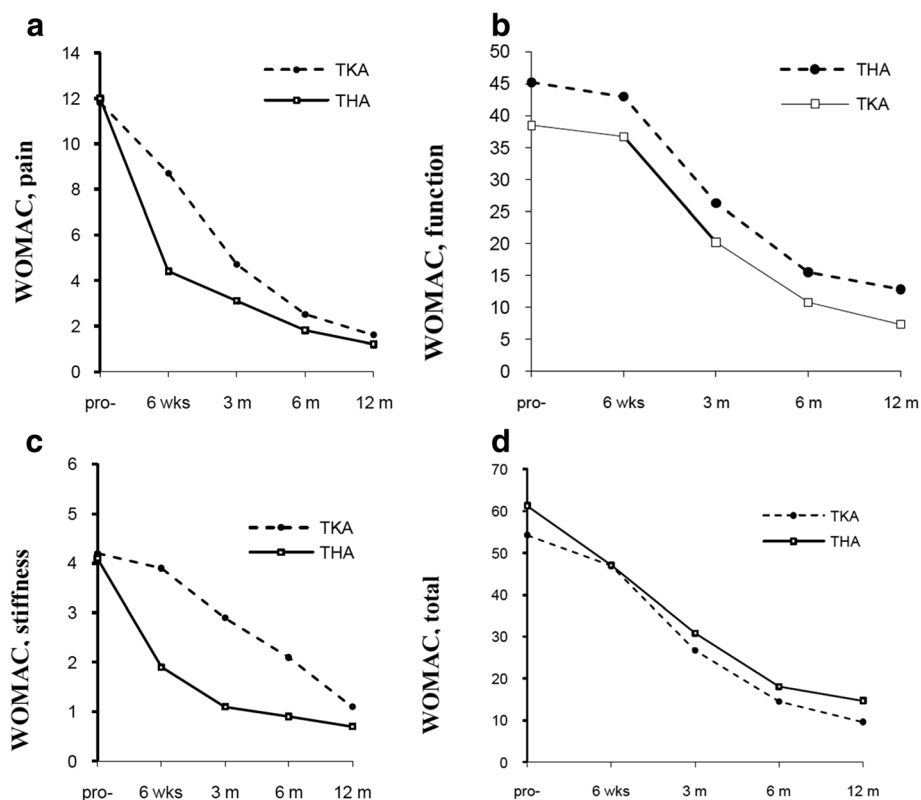 a
WOMAC, pain
14
12
10
8
6
4
2
0
pro- 6 wks 3 m 6 m 12 m
TKA
THA
b
WOMAC, function
50
45
40
35
30
25
20
15
10
5
0
pro- 6 wks 3 m 6 m 12 m
THA
TKA
c
WOMAC, stiffness
6
5
4
3
2
1
0
pro- 6 wks 3 m 6 m 12 m
TKA
THA
d
WOMAC, total
70
60
50
40
30
20
10
0
pro- 6 wks 3 m 6 m 12 m
TKA
THA